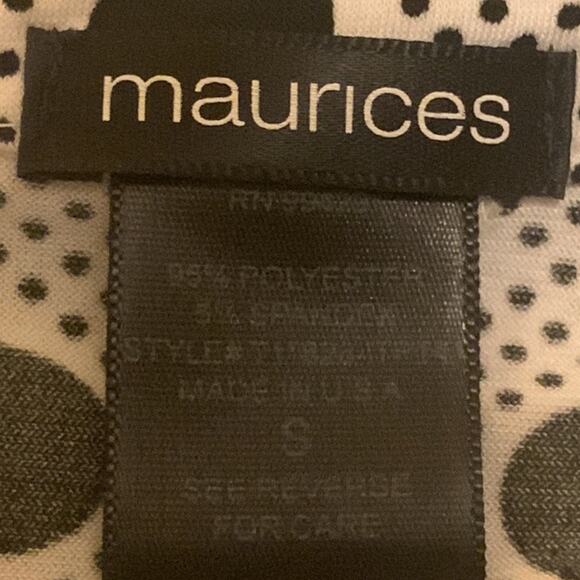 maurices
95% POLYESTER
5% SPANDEX
STYLE#
MADE IN U.S.A
S
SEE REVERSE
FOR CARE